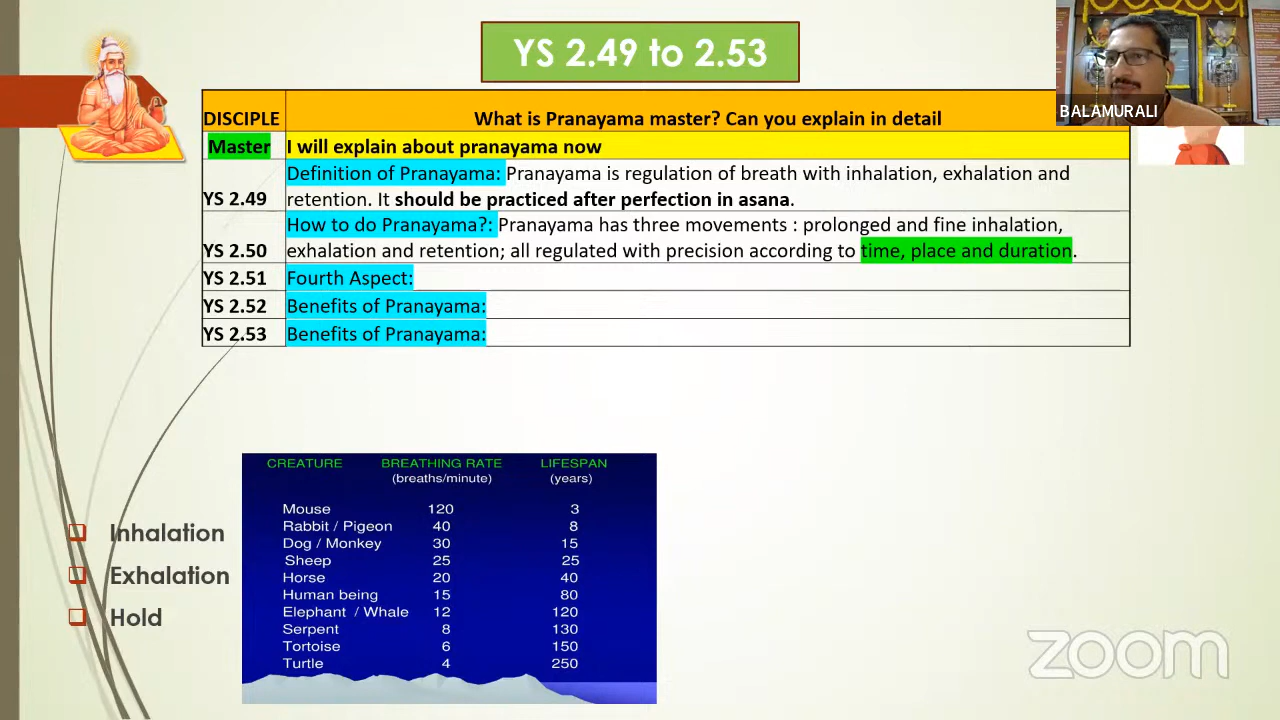 YS 2.49 to 2.53
BALAMURALI
DISCIPLE What is Pranayama master? Can you explain in detail
Master I will explain about pranayama now
YS 2.49 Definition of Pranayama: Pranayama is regulation of breath with inhalation, exhalation and
retention. It should be practiced after perfection in asana.
YS 2.50 How to do Pranayama?: Pranayama has three movements : prolonged and fine inhalation,
exhalation and retention; all regulated with precision according to time, place and duration.
YS 2.51 Fourth Aspect:
YS 2.52 Benefits of Pranayama:
YS 2.53 Benefits of Pranayama:
Inhalation
Exhalation
Hold
CREATURE BREATHING RATE LIFESPAN
(breaths/minute) (years)
Mouse 120 3
Rabbit / Pigeon 40 8
Dog / Monkey 30 15
Sheep 25 25
Horse 20 40
Human being 15 80
Elephant / Whale 12 120
Serpent 8 130
Tortoise 6 150
Turtle 4 250
zoom